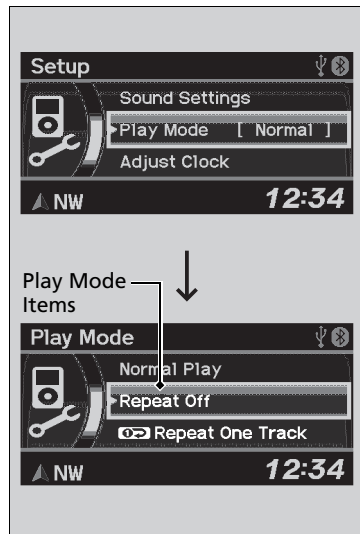 Setup
Sound Settings
Play Mode [ Normal ]
Adjust Clock
NW
12:34
Play Mode
Items
Play Mode
Normal Play
Repeat Off
1 Repeat One Track
NW
12:34